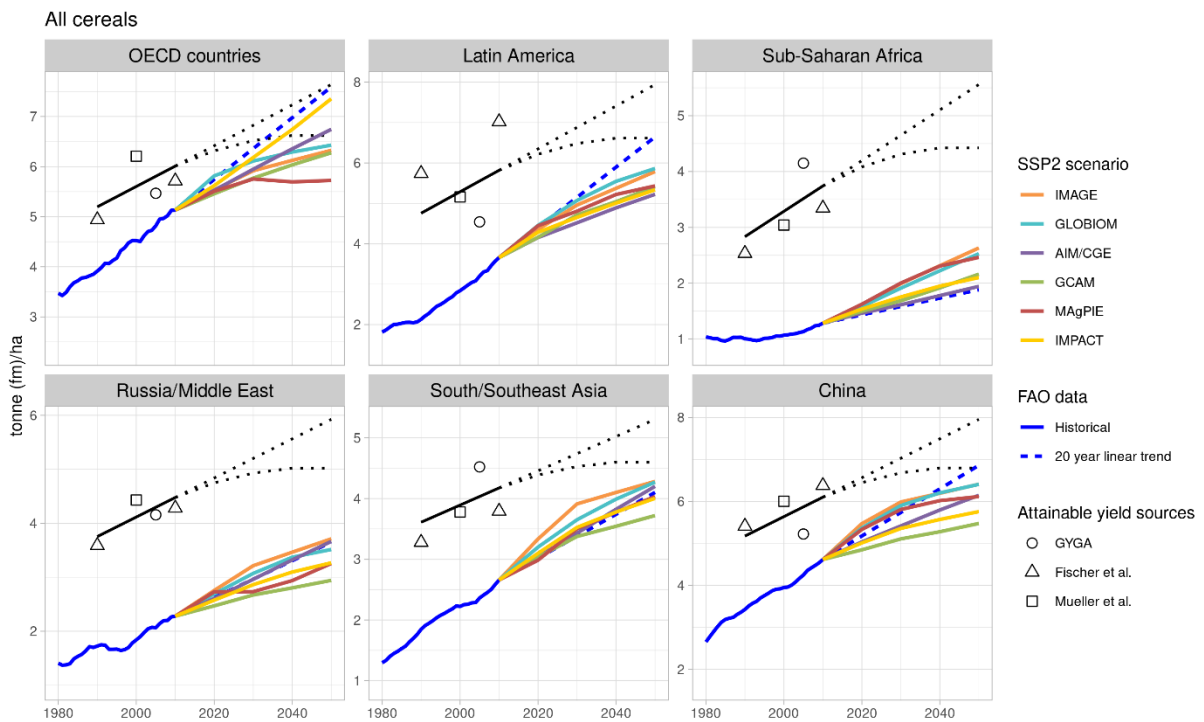 All cereals
OECD countries
Latin America
Sub-Saharan Africa
7
6
5
4
3
8
6
4
2
5
4
3
2
1
tonne (fm)/ha
Russia/Middle East
South/Southeast Asia
China
6
4
2
5
4
3
2
1
8
6
4
2
1980 2000 2020 2040
1980 2000 2020 2040
1980 2000 2020 2040
SSP2 scenario
IMAGE
GLOBIOM
AIM/CGE
GCAM
MAgPIE
IMPACT
FAO data
Historical
20 year linear trend
Attainable yield sources
GYGA
Fischer et al.
Mueller et al.